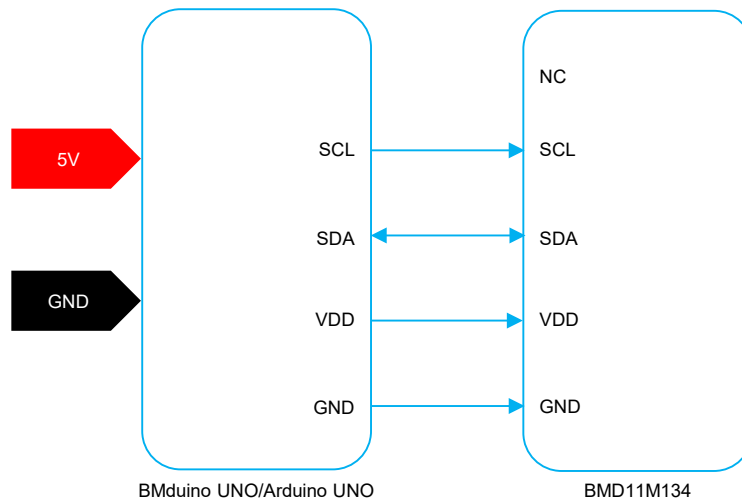 NC
5V
SCL
SCL
SDA
SDA
GND
VDD
VDD
GND
GND
BMduino UNO/Arduino UNO
BMD11M134